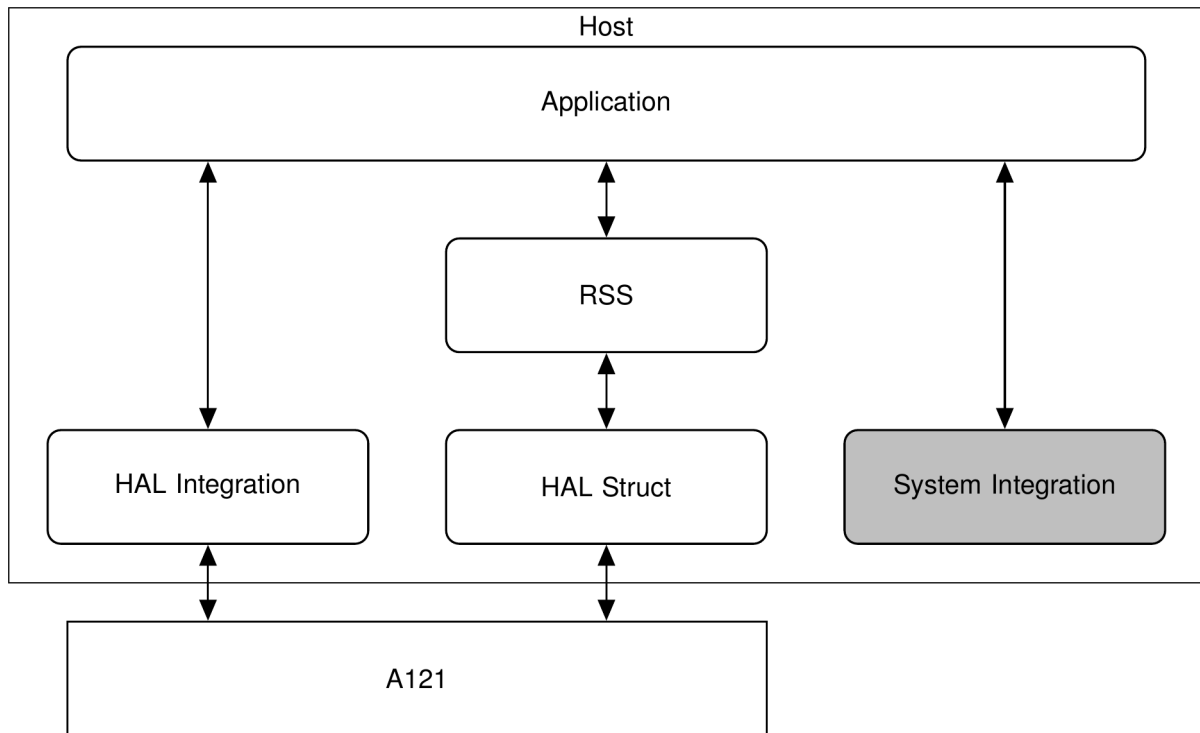 Host
Application
RSS
HAL Integration
HAL Struct
System Integration
A121